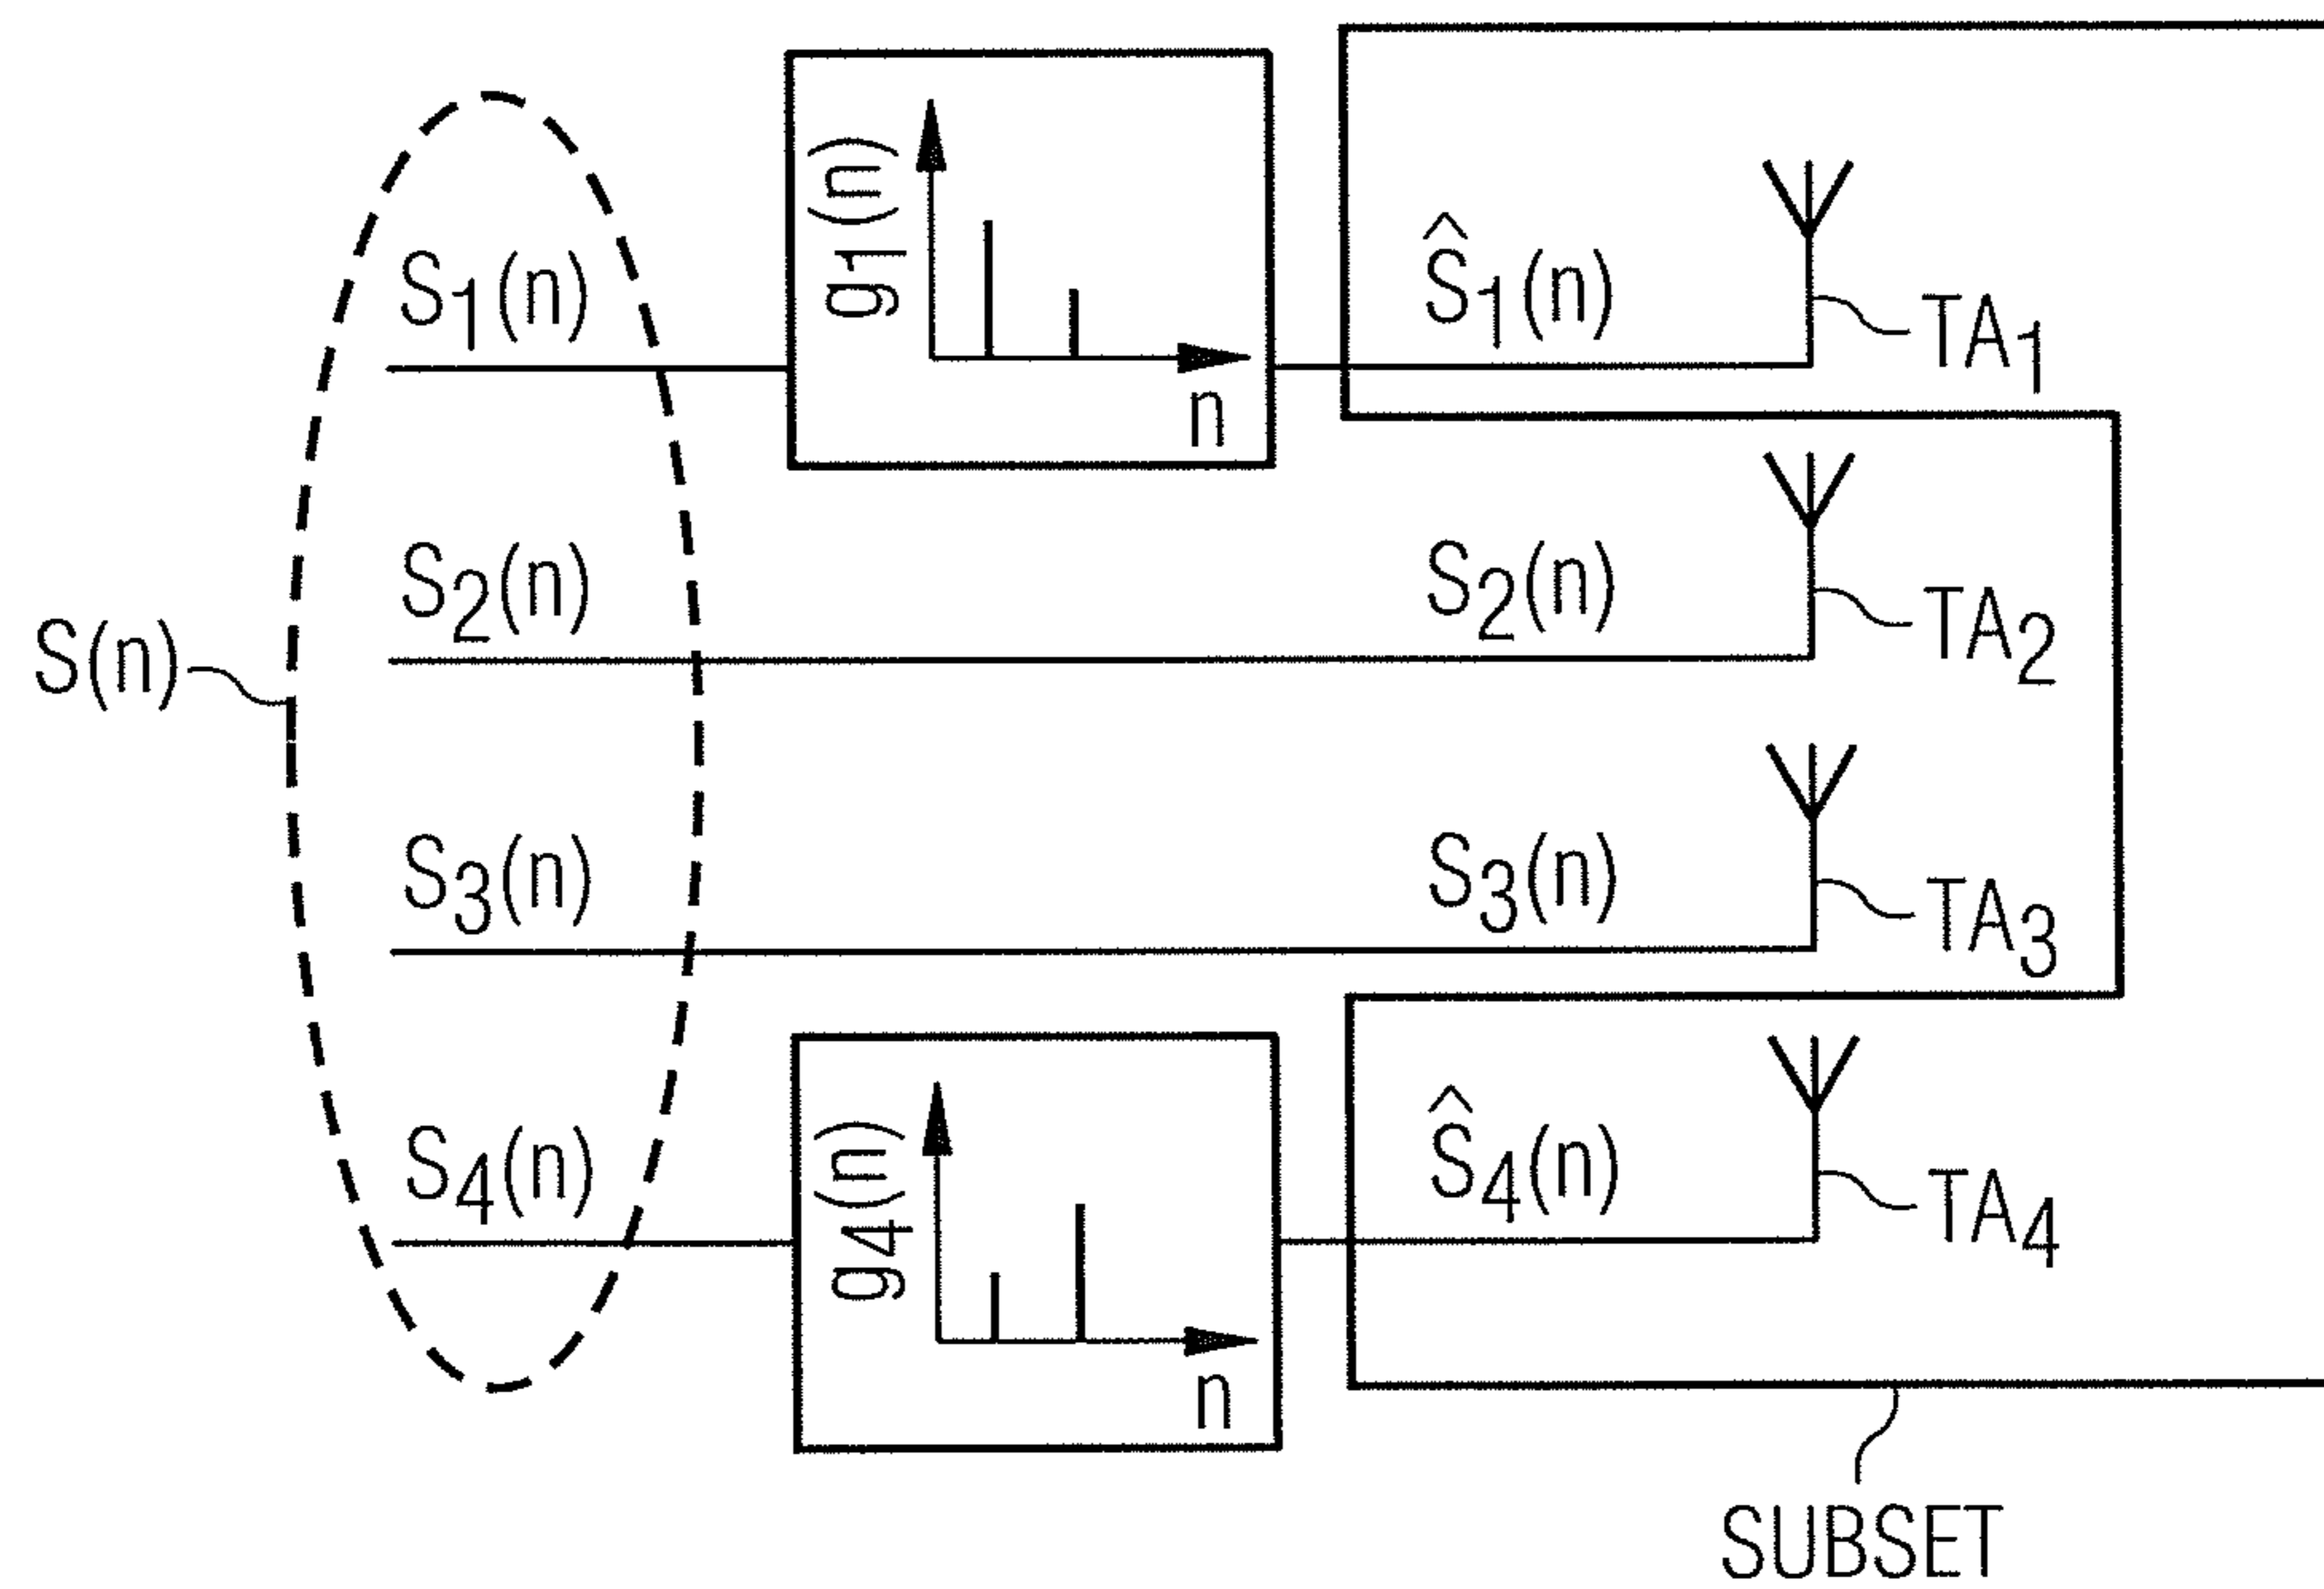 S1(n)
g1(n)
n
Ŝ1(n)
TA1
S2(n)
S2(n)
TA2
S(n)
S3(n)
S3(n)
TA3
S4(n)
g4(n)
n
Ŝ4(n)
TA4
SUBSET